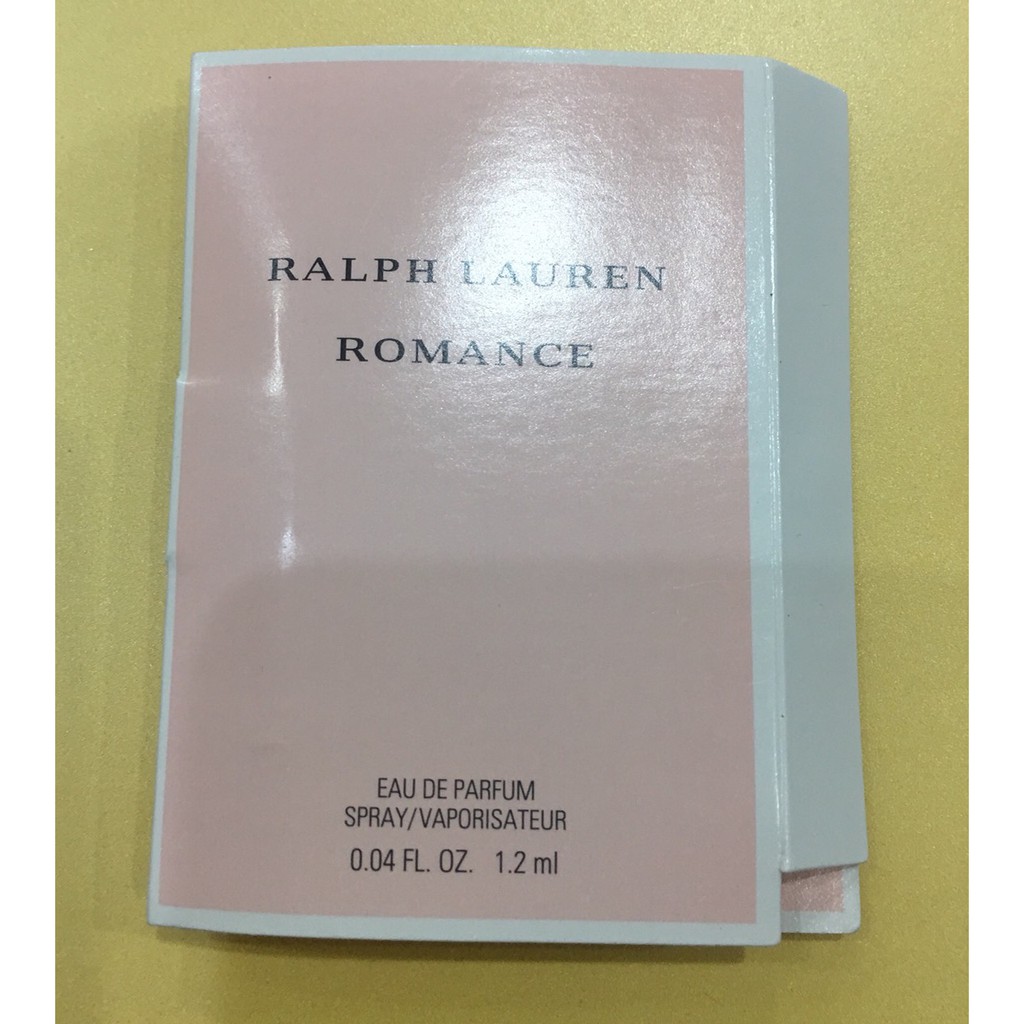 RALPH LAUREN
ROMANCE
EAU DE PARFUM
SPRAY/VAPORISATEUR
0.04 FL. OZ. 1.2 ml